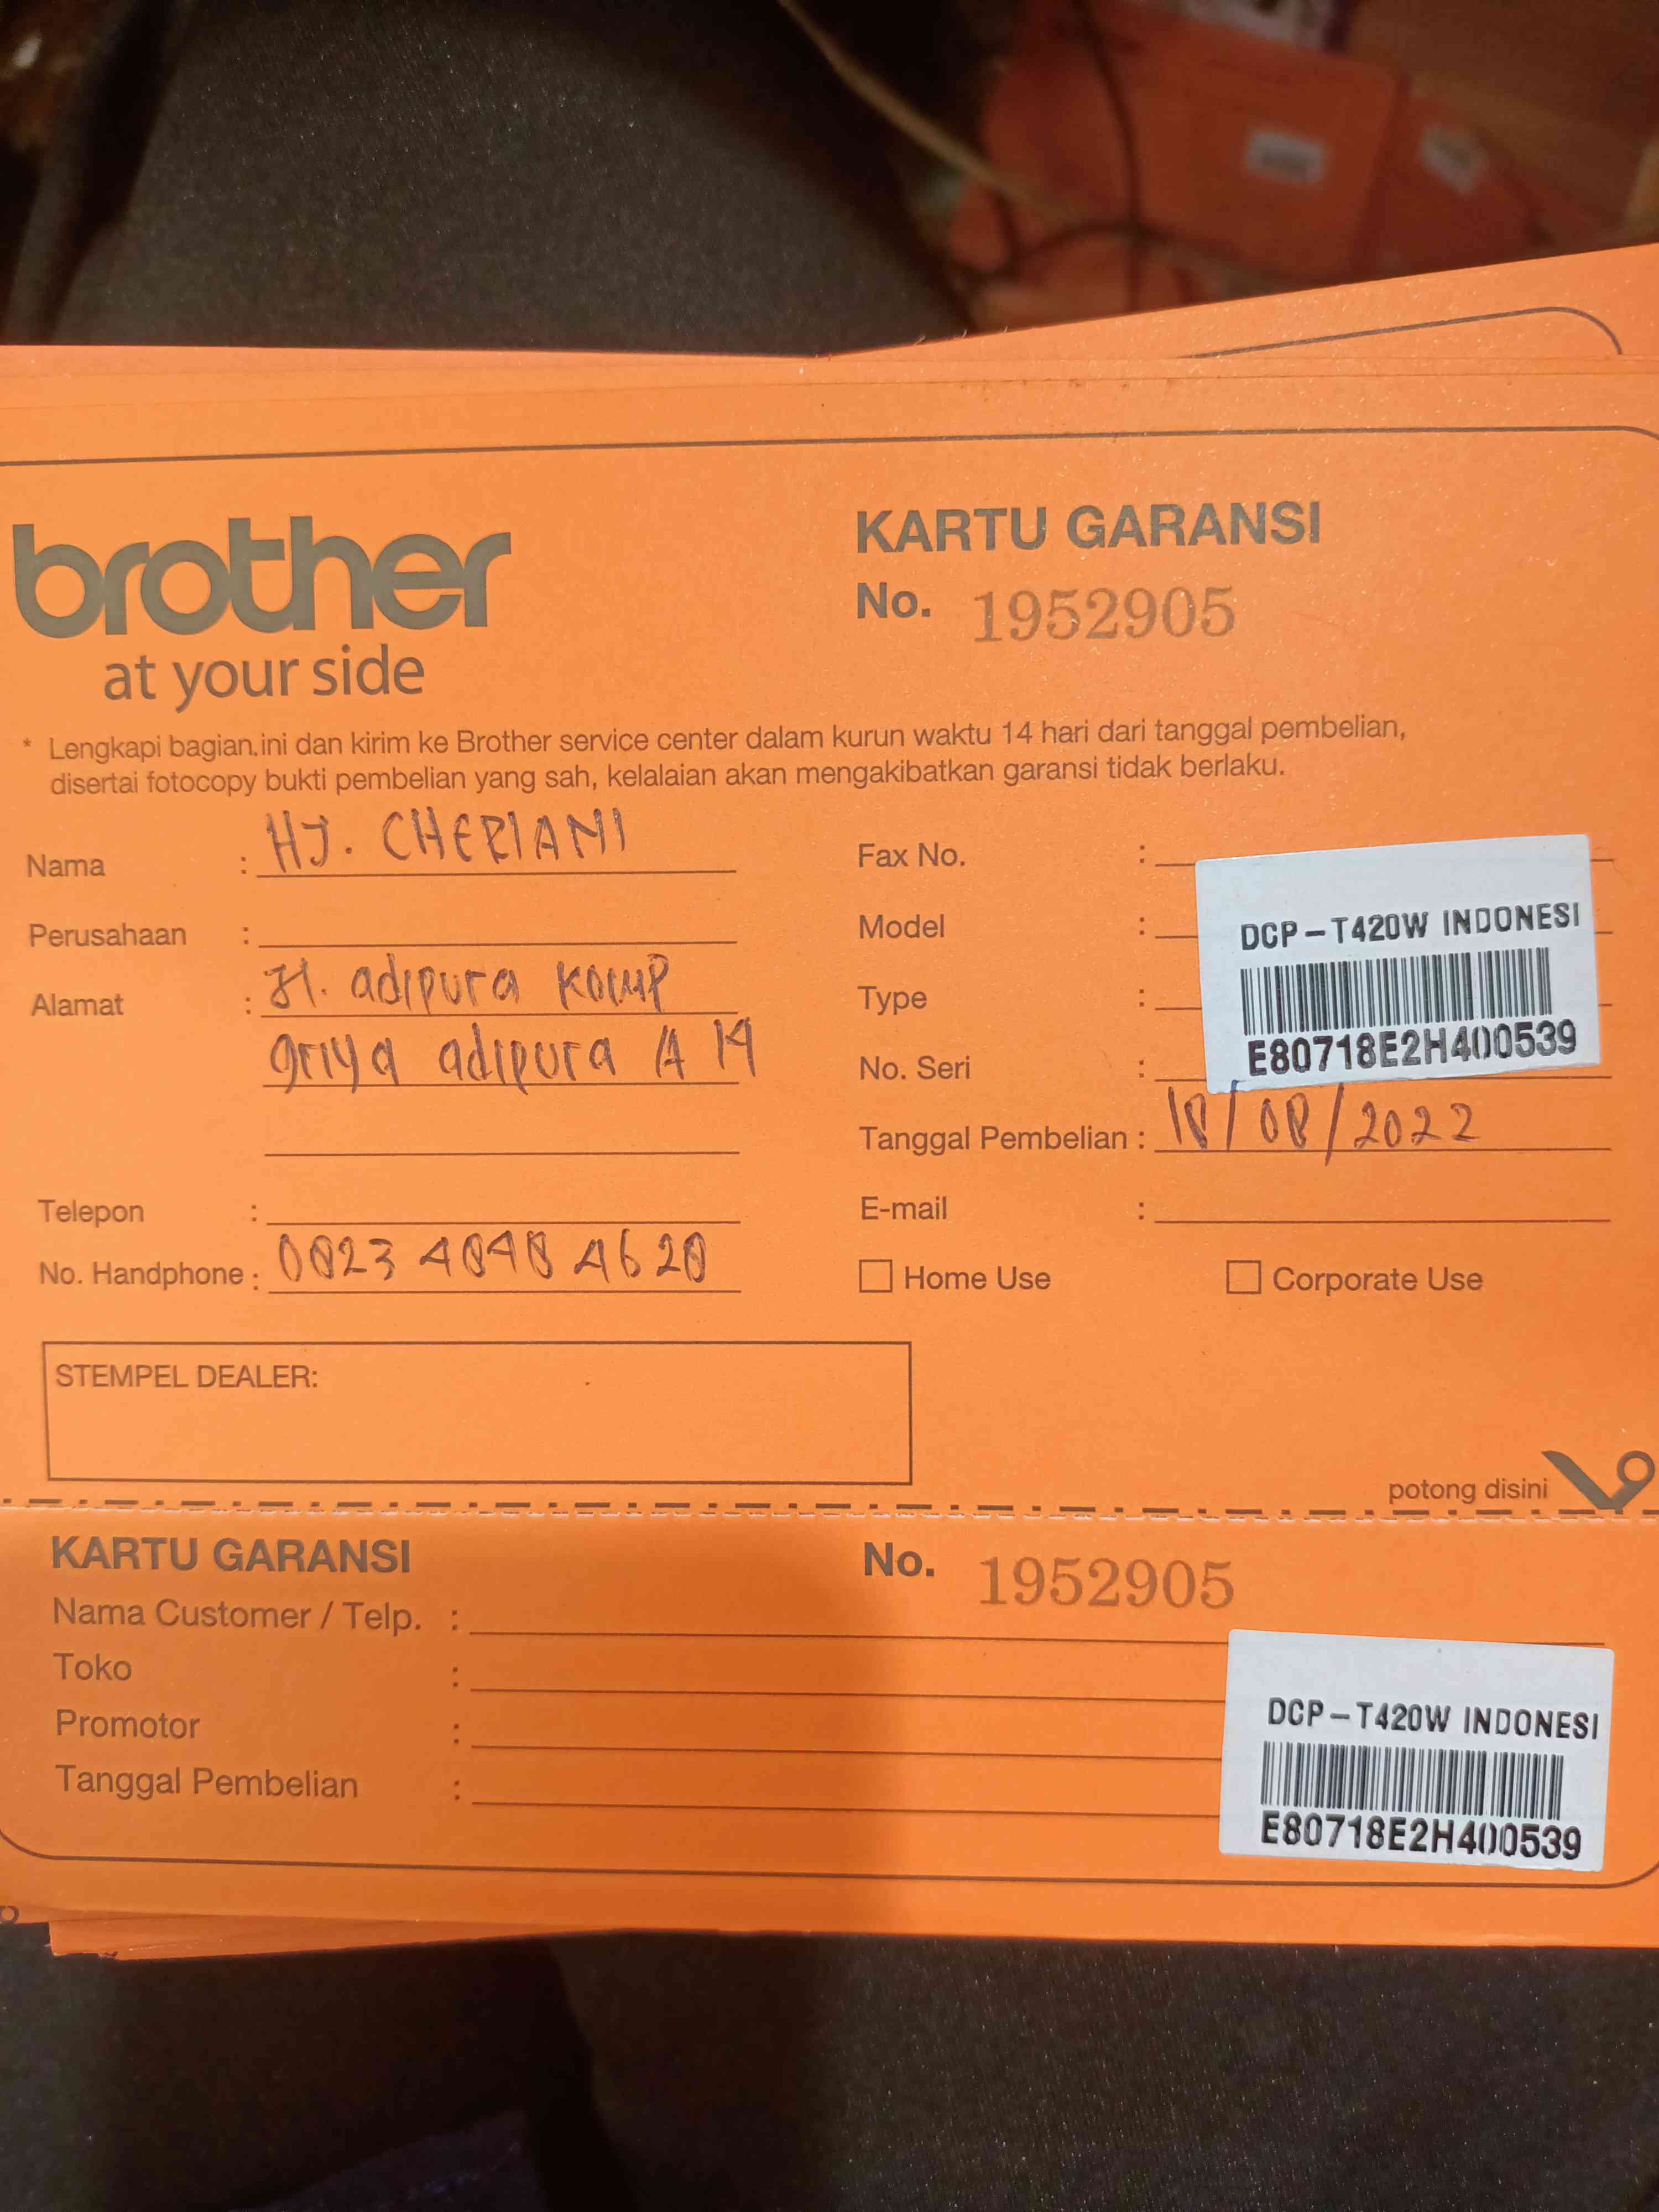 brother
at your side
KARTU GARANSI
No. 1952905
* Lengkapi bagian ini dan kirim ke Brother service center dalam kurun waktu 14 hari dari tanggal pembelian,
disertai fotocopy bukti pembelian yang sah, kelalaian akan mengakibatkan garansi tidak berlaku.
Nama : HJ. CHERIANI
Perusahaan :
Alamat : Jl. adipura Komp
griya adipura A 14
Telepon :
No. Handphone : 0823 4848 4628
Fax No. :
Model :
Type :
No. Seri :
DCP-T420W INDONESI
E80718E2H400539
Tanggal Pembelian : 18/08/2022
E-mail :
Home Use
Corporate Use
STEMPEL DEALER:
potong disini
KARTU GARANSI
No. 1952905
Nama Customer / Telp. :
Toko :
Promotor :
Tanggal Pembelian :
DCP-T420W INDONESI
E80718E2H400539